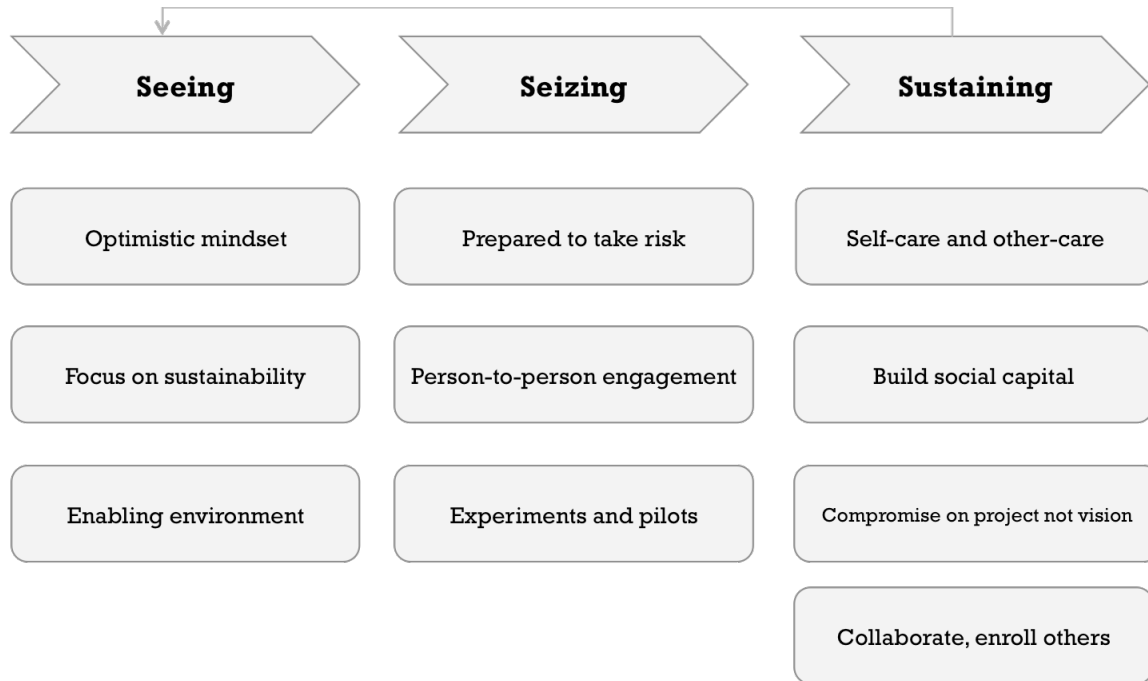 Seeing
Seizing
Sustaining
Optimistic mindset
Prepared to take risk
Self-care and other-care
Focus on sustainability
Person-to-person engagement
Build social capital
Enabling environment
Experiments and pilots
Compromise on project not vision
Collaborate, enroll others